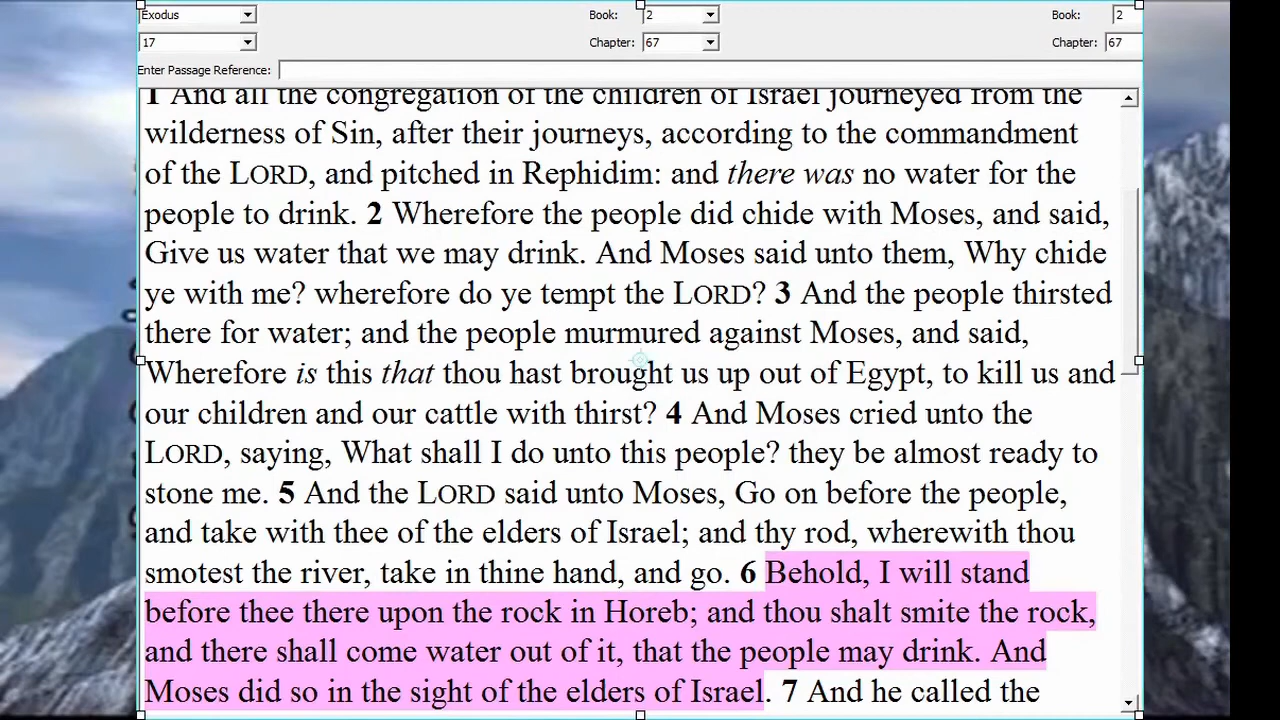 Exodus Book: 2 Book: 2
17 Chapter: 67 Chapter: 67
Enter Passage Reference:
1 And all the congregation of the children of Israel journeyed from the
wilderness of Sin, after their journeys, according to the commandment
of the LORD, and pitched in Rephidim: and there was no water for the
people to drink. 2 Wherefore the people did chide with Moses, and said,
Give us water that we may drink. And Moses said unto them, Why chide
ye with me? wherefore do ye tempt the LORD? 3 And the people thirsted
there for water; and the people murmured against Moses, and said,
Wherefore is this that thou hast brought us up out of Egypt, to kill us and
our children and our cattle with thirst? 4 And Moses cried unto the
LORD, saying, What shall I do unto this people? they be almost ready to
stone me. 5 And the LORD said unto Moses, Go on before the people,
and take with thee of the elders of Israel; and thy rod, wherewith thou
smotest the river, take in thine hand, and go. 6 Behold, I will stand
before thee there upon the rock in Horeb; and thou shalt smite the rock,
and there shall come water out of it, that the people may drink. And
Moses did so in the sight of the elders of Israel. 7 And he called the